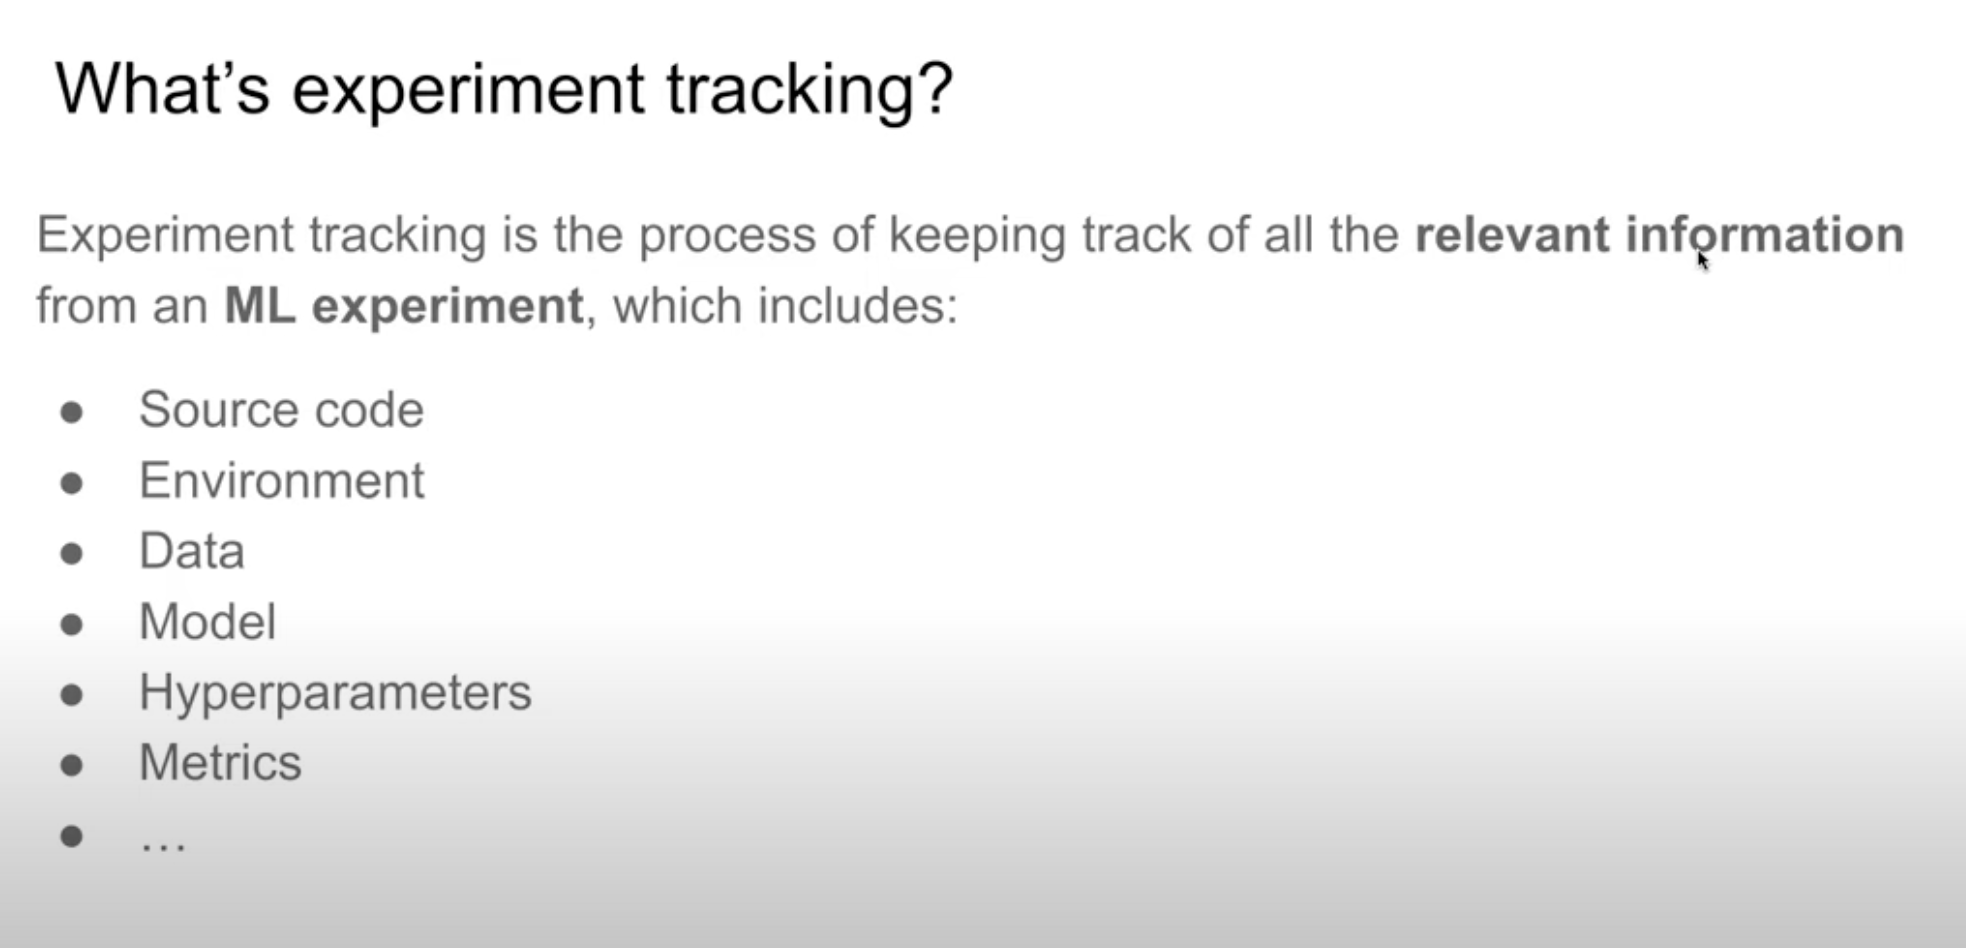 What’s experiment tracking?
Experiment tracking is the process of keeping track of all the relevant information
from an ML experiment, which includes:
● Source code
● Environment
● Data
● Model
● Hyperparameters
● Metrics
● …